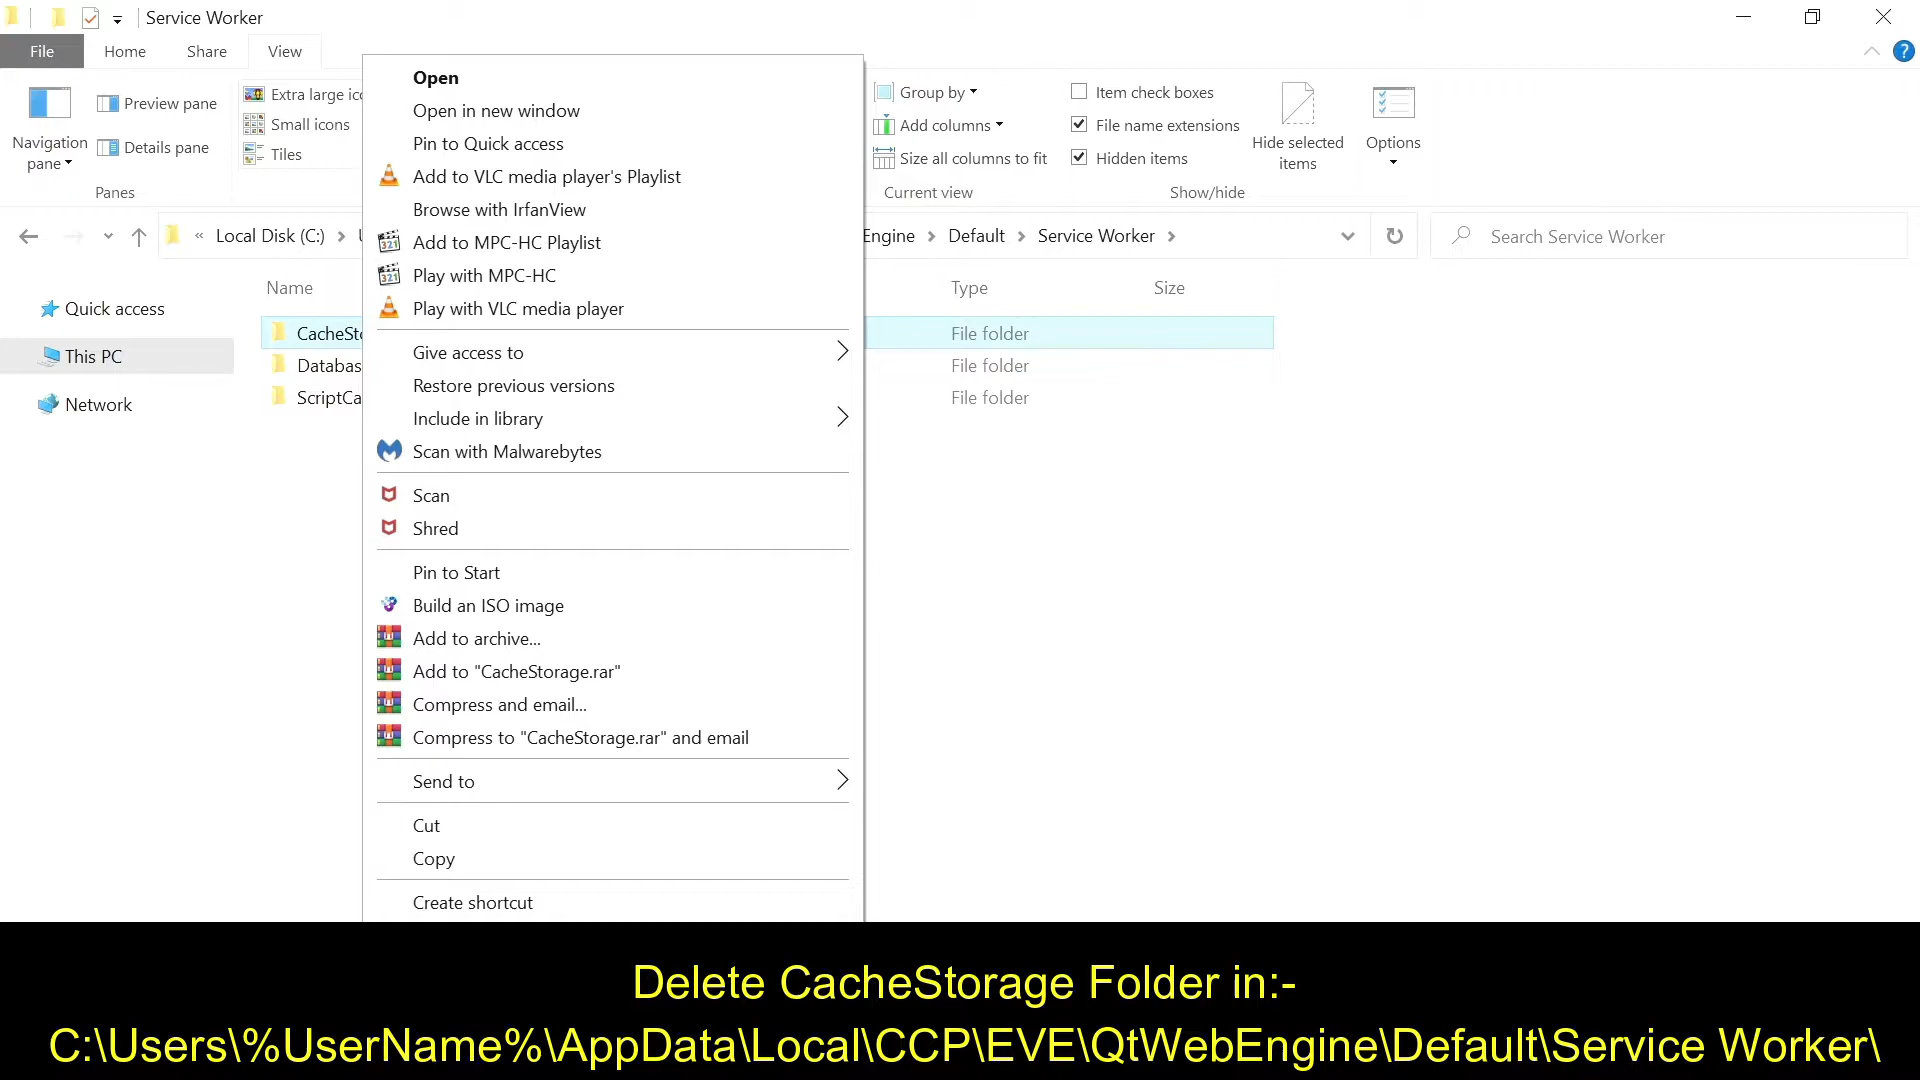 Service Worker
File Home Share View
Navigation pane
Preview pane
Details pane
Panes
Extra large ico
Small icons
Tiles
Group by
Add columns
Size all columns to fit
Current view
Item check boxes
File name extensions
Hidden items
Show/hide
Hide selected
items
Options
« Local Disk (C:) > Engine > Default > Service Worker >
Search Service Worker
Quick access
This PC
Network
Name Type Size
CacheSto File folder
Databas File folder
ScriptCa File folder
Open
Open in new window
Pin to Quick access
Add to VLC media player's Playlist
Browse with IrfanView
Add to MPC-HC Playlist
Play with MPC-HC
Play with VLC media player
Give access to
Restore previous versions
Include in library
Scan with Malwarebytes
Scan
Shred
Pin to Start
Build an ISO image
Add to archive...
Add to "CacheStorage.rar"
Compress and email...
Compress to "CacheStorage.rar" and email
Send to
Cut
Copy
Create shortcut
Delete CacheStorage Folder in:-
C:\Users\%UserName%\AppData\Local\CCP\EVE\QtWebEngine\Default\Service Worker\